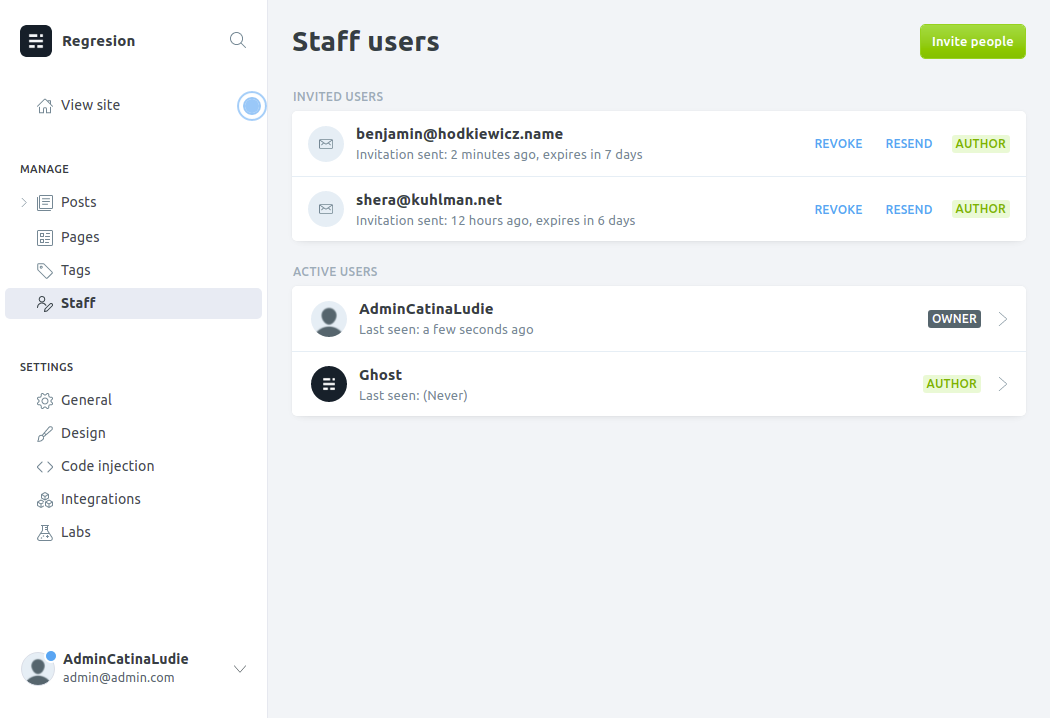 Regresion
View site
MANAGE
Posts
Pages
Tags
Staff
SETTINGS
General
Design
Code injection
Integrations
Labs
AdminCatinaLudie
admin@admin.com
Staff users
Invite people
INVITED USERS
benjamin@hodkiewicz.name
Invitation sent: 2 minutes ago, expires in 7 days
REVOKE RESEND AUTHOR
shera@kuhlman.net
Invitation sent: 12 hours ago, expires in 6 days
REVOKE RESEND AUTHOR
ACTIVE USERS
AdminCatinaLudie
Last seen: a few seconds ago
OWNER
Ghost
Last seen: (Never)
AUTHOR